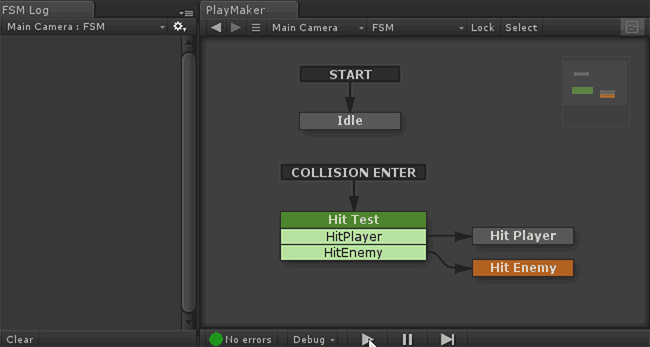 FSM Log
Main Camera : FSM
Clear
PlayMaker
Main Camera
FSM
Lock
Select
START
Idle
COLLISION ENTER
Hit Test
HitPlayer
HitEnemy
Hit Player
Hit Enemy
No errors
Debug